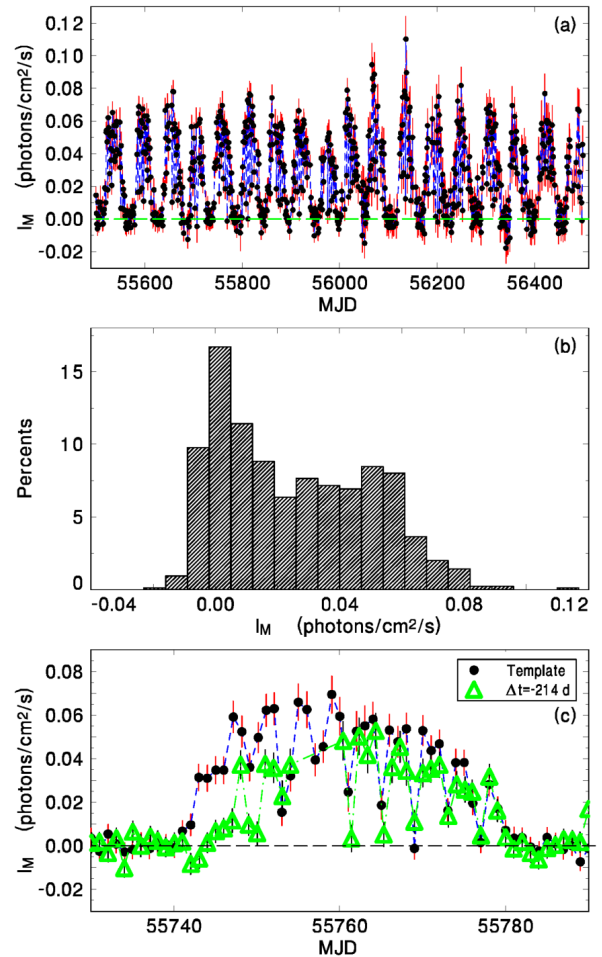 (a)
I_M (photons/cm²/s)
0.12
0.10
0.08
0.06
0.04
0.02
0.00
-0.02
55600 55800 56000 56200 56400
MJD
(b)
Percents
15
10
5
0
-0.04 0.00 0.04 0.08 0.12
I_M (photons/cm²/s)
Template
Δt=-214 d
(c)
I_M (photons/cm²/s)
0.08
0.06
0.04
0.02
0.00
-0.02
55740 55760 55780
MJD